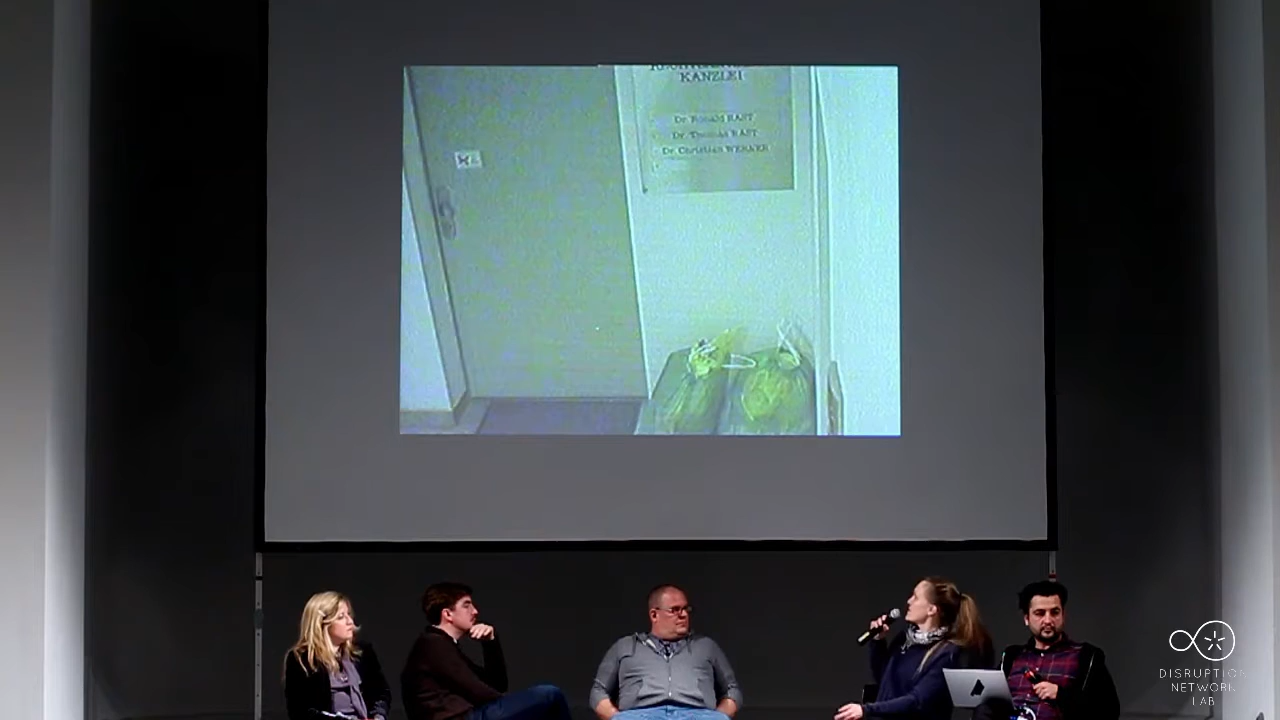 KANZLEI
Dr. Ronald RAST
Dr. Thomas RAST
Dr. Christian WERNER
DISRUPTION
NETWORK
LAB